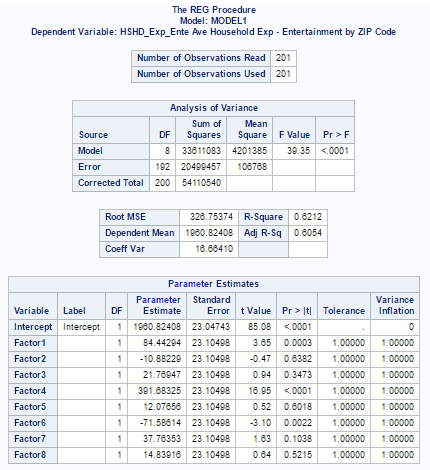 The REG Procedure
Model: MODEL1
Dependent Variable: HSHD_Exp_Ente Ave Household Exp - Entertainment by ZIP Code
Number of Observations Read 201
Number of Observations Used 201
Analysis of Variance
Source DF Sum of Squares Mean Square F Value Pr > F
Model 8 33611083 4201385 39.35 <.0001
Error 192 20499457 106768
Corrected Total 200 54110540
Root MSE 326.75374 R-Square 0.6212
Dependent Mean 1960.82408 Adj R-Sq 0.6054
Coeff Var 16.66410
Parameter Estimates
Variable Label DF Parameter Estimate Standard Error t Value Pr > |t| Tolerance Variance Inflation
Intercept Intercept 1 1960.82408 23.04743 85.08 <.0001 . 0
Factor1 1 84.44294 23.10498 3.65 0.0003 1.00000 1.00000
Factor2 1 -10.88229 23.10498 -0.47 0.6382 1.00000 1.00000
Factor3 1 21.76947 23.10498 0.94 0.3473 1.00000 1.00000
Factor4 1 391.68325 23.10498 16.95 <.0001 1.00000 1.00000
Factor5 1 12.07656 23.10498 0.52 0.6018 1.00000 1.00000
Factor6 1 -71.58614 23.10498 -3.10 0.0022 1.00000 1.00000
Factor7 1 37.76353 23.10498 1.63 0.1038 1.00000 1.00000
Factor8 1 14.83916 23.10498 0.64 0.5215 1.00000 1.00000